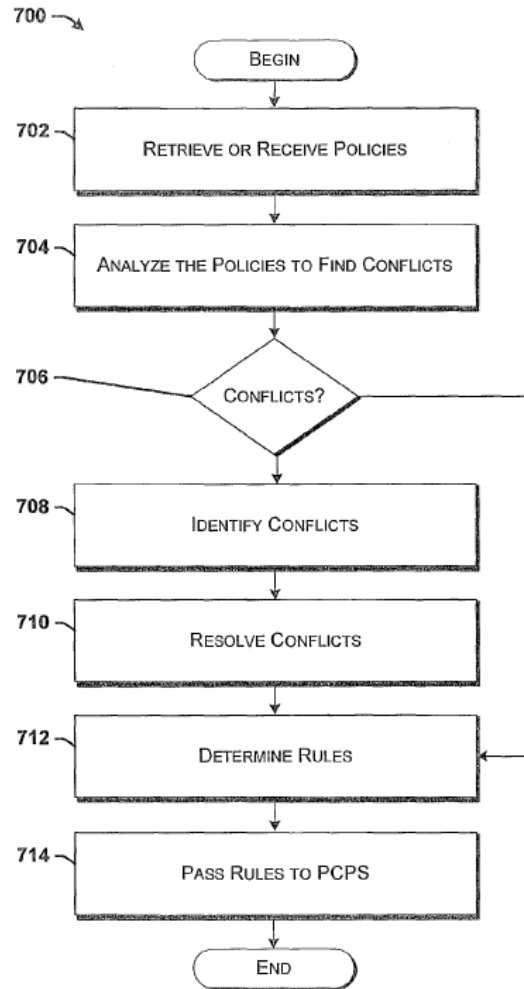 700
BEGIN
702
RETRIEVE OR RECEIVE POLICIES
704
ANALYZE THE POLICIES TO FIND CONFLICTS
706
CONFLICTS?
708
IDENTIFY CONFLICTS
710
RESOLVE CONFLICTS
712
DETERMINE RULES
714
PASS RULES TO PCPS
END